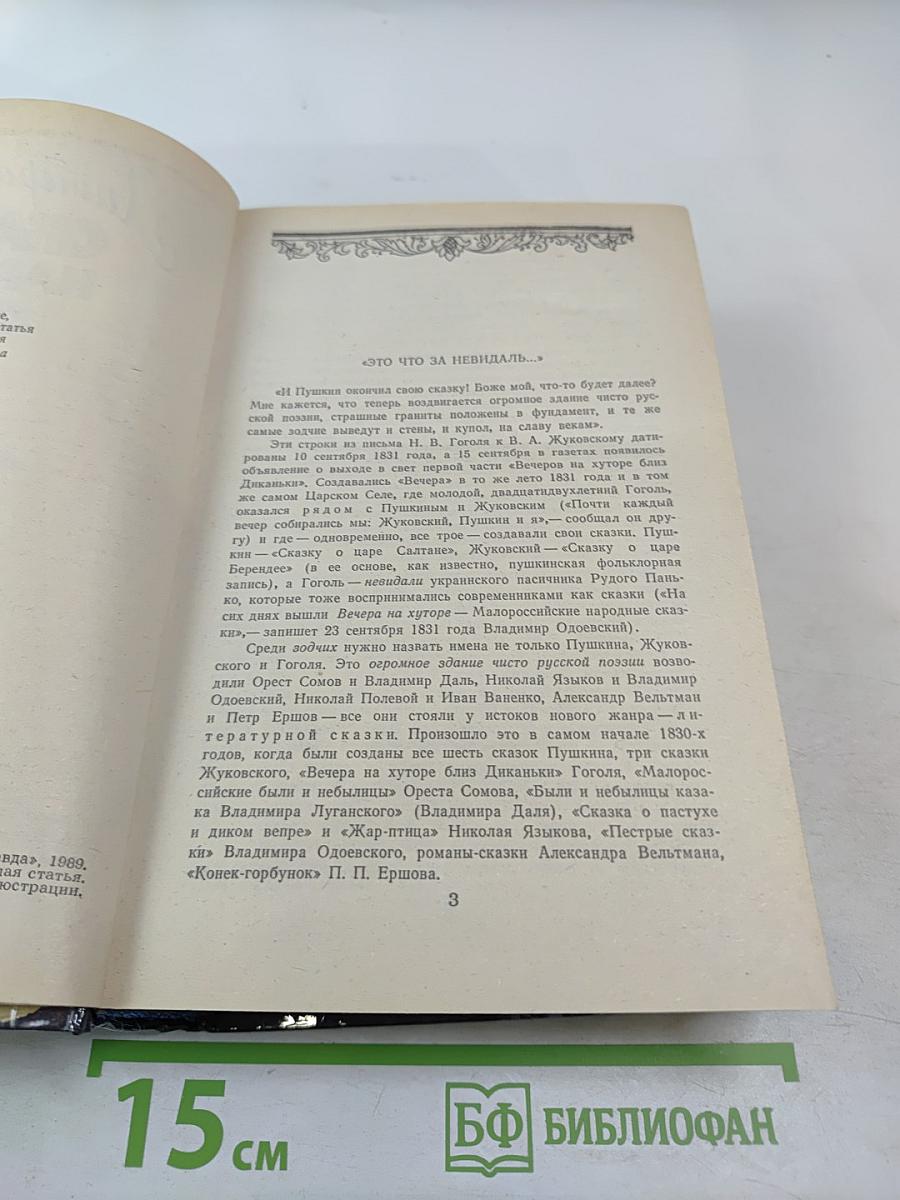 е,
татья
я
а
вда», 1989.
ная статья.
юстрации,
«ЭТО ЧТО ЗА НЕВИДАЛЬ...»
«И Пушкин окончил свою сказку! Боже мой, что-то будет далее?
Мне кажется, что теперь воздвигается огромное здание чисто рус-
ской поэзии, страшные граниты положены в фундамент, и те же
самые зодчие выведут и стены, и купол, на славу векам».
Эти строки из письма Н. В. Гоголя к В. А. Жуковскому дати-
рованы 10 сентября 1831 года, а 15 сентября в газетах появилось
объявление о выходе в свет первой части «Вечеров на хуторе близ
Диканьки». Создавались «Вечера» в то же лето 1831 года и в том
же самом Царском Селе, где молодой, двадцатидвухлетний Гоголь,
оказался рядом с Пушкиным и Жуковским («Почти каждый
вечер собирались мы: Жуковский, Пушкин и я»,— сообщал он дру-
гу) и где — одновременно, все трое — создавали свои сказки. Пуш-
кин — «Сказку о царе Салтане», Жуковский — «Сказку о царе
Берендее» (в ее основе, как известно, пушкинская фольклорная
запись), а Гоголь — невидали украинского пасичника Рудого Пань-
ко, которые тоже воспринимались современниками как сказки («На
сих днях вышли Вечера на хуторе — Малороссийские народные сказ-
ки»,— запишет 23 сентября 1831 года Владимир Одоевский).
Среди зодчих нужно назвать имена не только Пушкина, Жуков-
ского и Гоголя. Это огромное здание чисто русской поэзии возво-
дили Орест Сомов и Владимир Даль, Николай Языков и Владимир
Одоевский, Николай Полевой и Иван Ваненко, Александр Вельтман
и Петр Ершов — все они стояли у истоков нового жанра — ли-
тературной сказки. Произошло это в самом начале 1830-х
годов, когда были созданы все шесть сказок Пушкина, три сказки
Жуковского, «Вечера на хуторе близ Диканьки» Гоголя, «Малорос-
сийские были и небылицы» Ореста Сомова, «Были и небылицы каза-
ка Владимира Луганского» (Владимира Даля), «Сказка о пастухе
и диком вепре» и «Жар-птица» Николая Языкова, «Пестрые сказ-
ки» Владимира Одоевского, романы-сказки Александра Вельтмана,
«Конек-горбунок» П. П. Ершова.
3
15 см
БФ БИБЛИОФАН